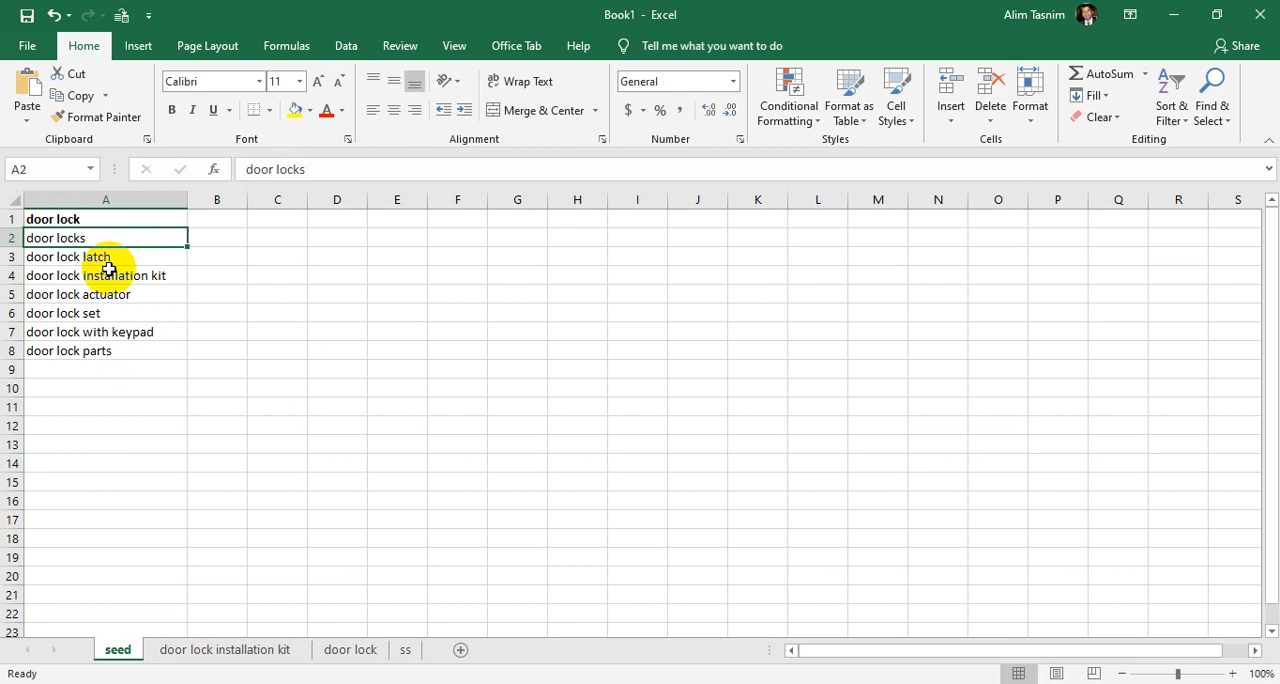 Book1 - Excel
Alim Tasnim
File Home Insert Page Layout Formulas Data Review View Office Tab Help Tell me what you want to do Share
Paste
Cut
Copy
Format Painter
Clipboard
Calibri 11
B I U
Font
Wrap Text
Merge & Center
Alignment
General
$ % ,
Number
Conditional Formatting
Format as Table
Cell Styles
Styles
Insert Delete Format
Cells
AutoSum
Fill
Clear
Sort & Filter
Find & Select
Editing
A2 fx door locks
A B C D E F G H I J K L M N O P Q R S
1 door lock
2 door locks
3 door lock latch
4 door lock installation kit
5 door lock actuator
6 door lock set
7 door lock with keypad
8 door lock parts
9
10
11
12
13
14
15
16
17
18
19
20
21
22
23
seed door lock installation kit door lock ss
Ready 100%